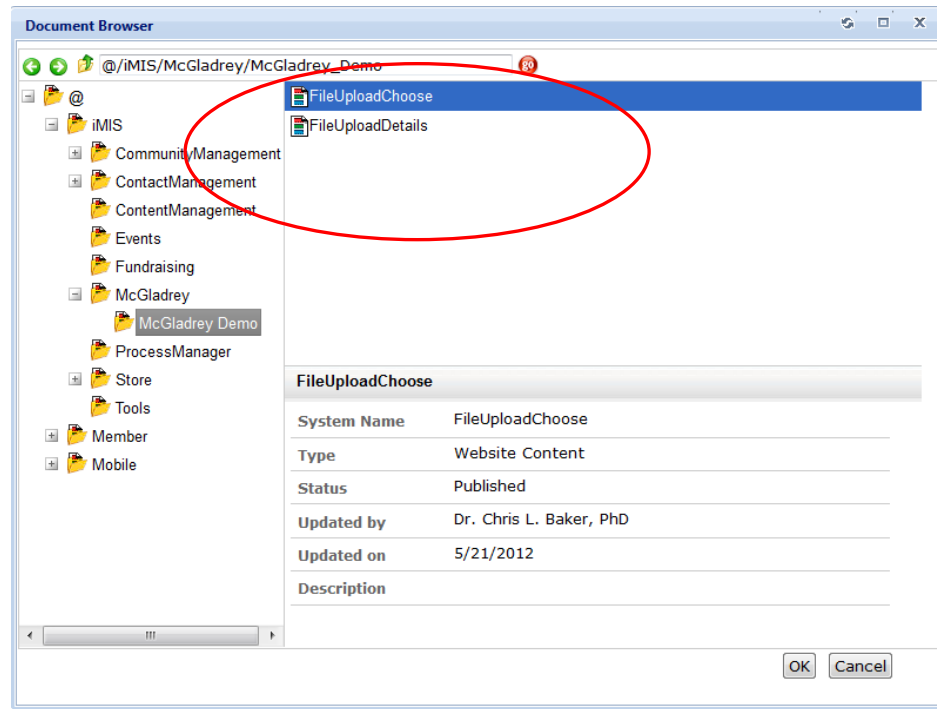 Document Browser
@/iMIS/McGladrey/McGladrey_Demo
go
@
iMIS
CommunityManagement
ContactManagement
ContentManagement
Events
Fundraising
McGladrey
McGladrey Demo
ProcessManager
Store
Tools
Member
Mobile
FileUploadChoose
FileUploadDetails
FileUploadChoose
System Name FileUploadChoose
Type Website Content
Status Published
Updated by Dr. Chris L. Baker, PhD
Updated on 5/21/2012
Description
OK Cancel